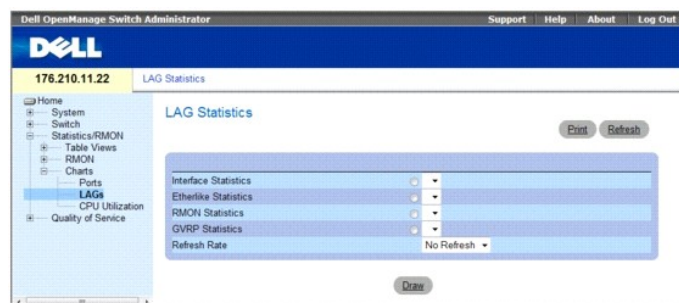 Dell OpenManage Switch Administrator
Support Help About Log Out
DELL
176.210.11.22
LAG Statistics
Home
System
Switch
Statistics/RMON
Table Views
RMON
Charts
Ports
LAGs
CPU Utilization
Quality of Service
LAG Statistics
Print Refresh
Interface Statistics
Etherlike Statistics
RMON Statistics
GVRP Statistics
Refresh Rate No Refresh
Draw